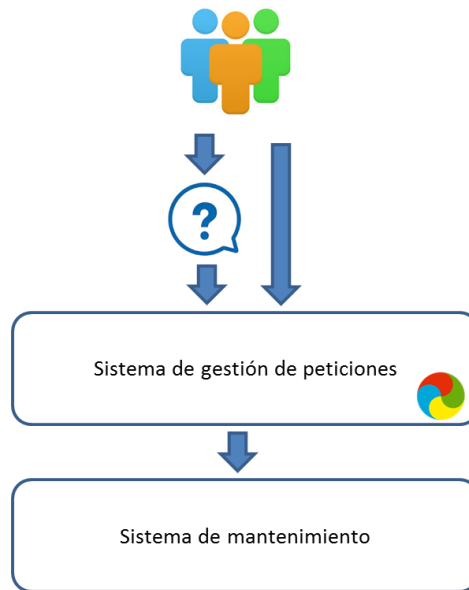 ?
Sistema de gestión de peticiones
Sistema de mantenimiento